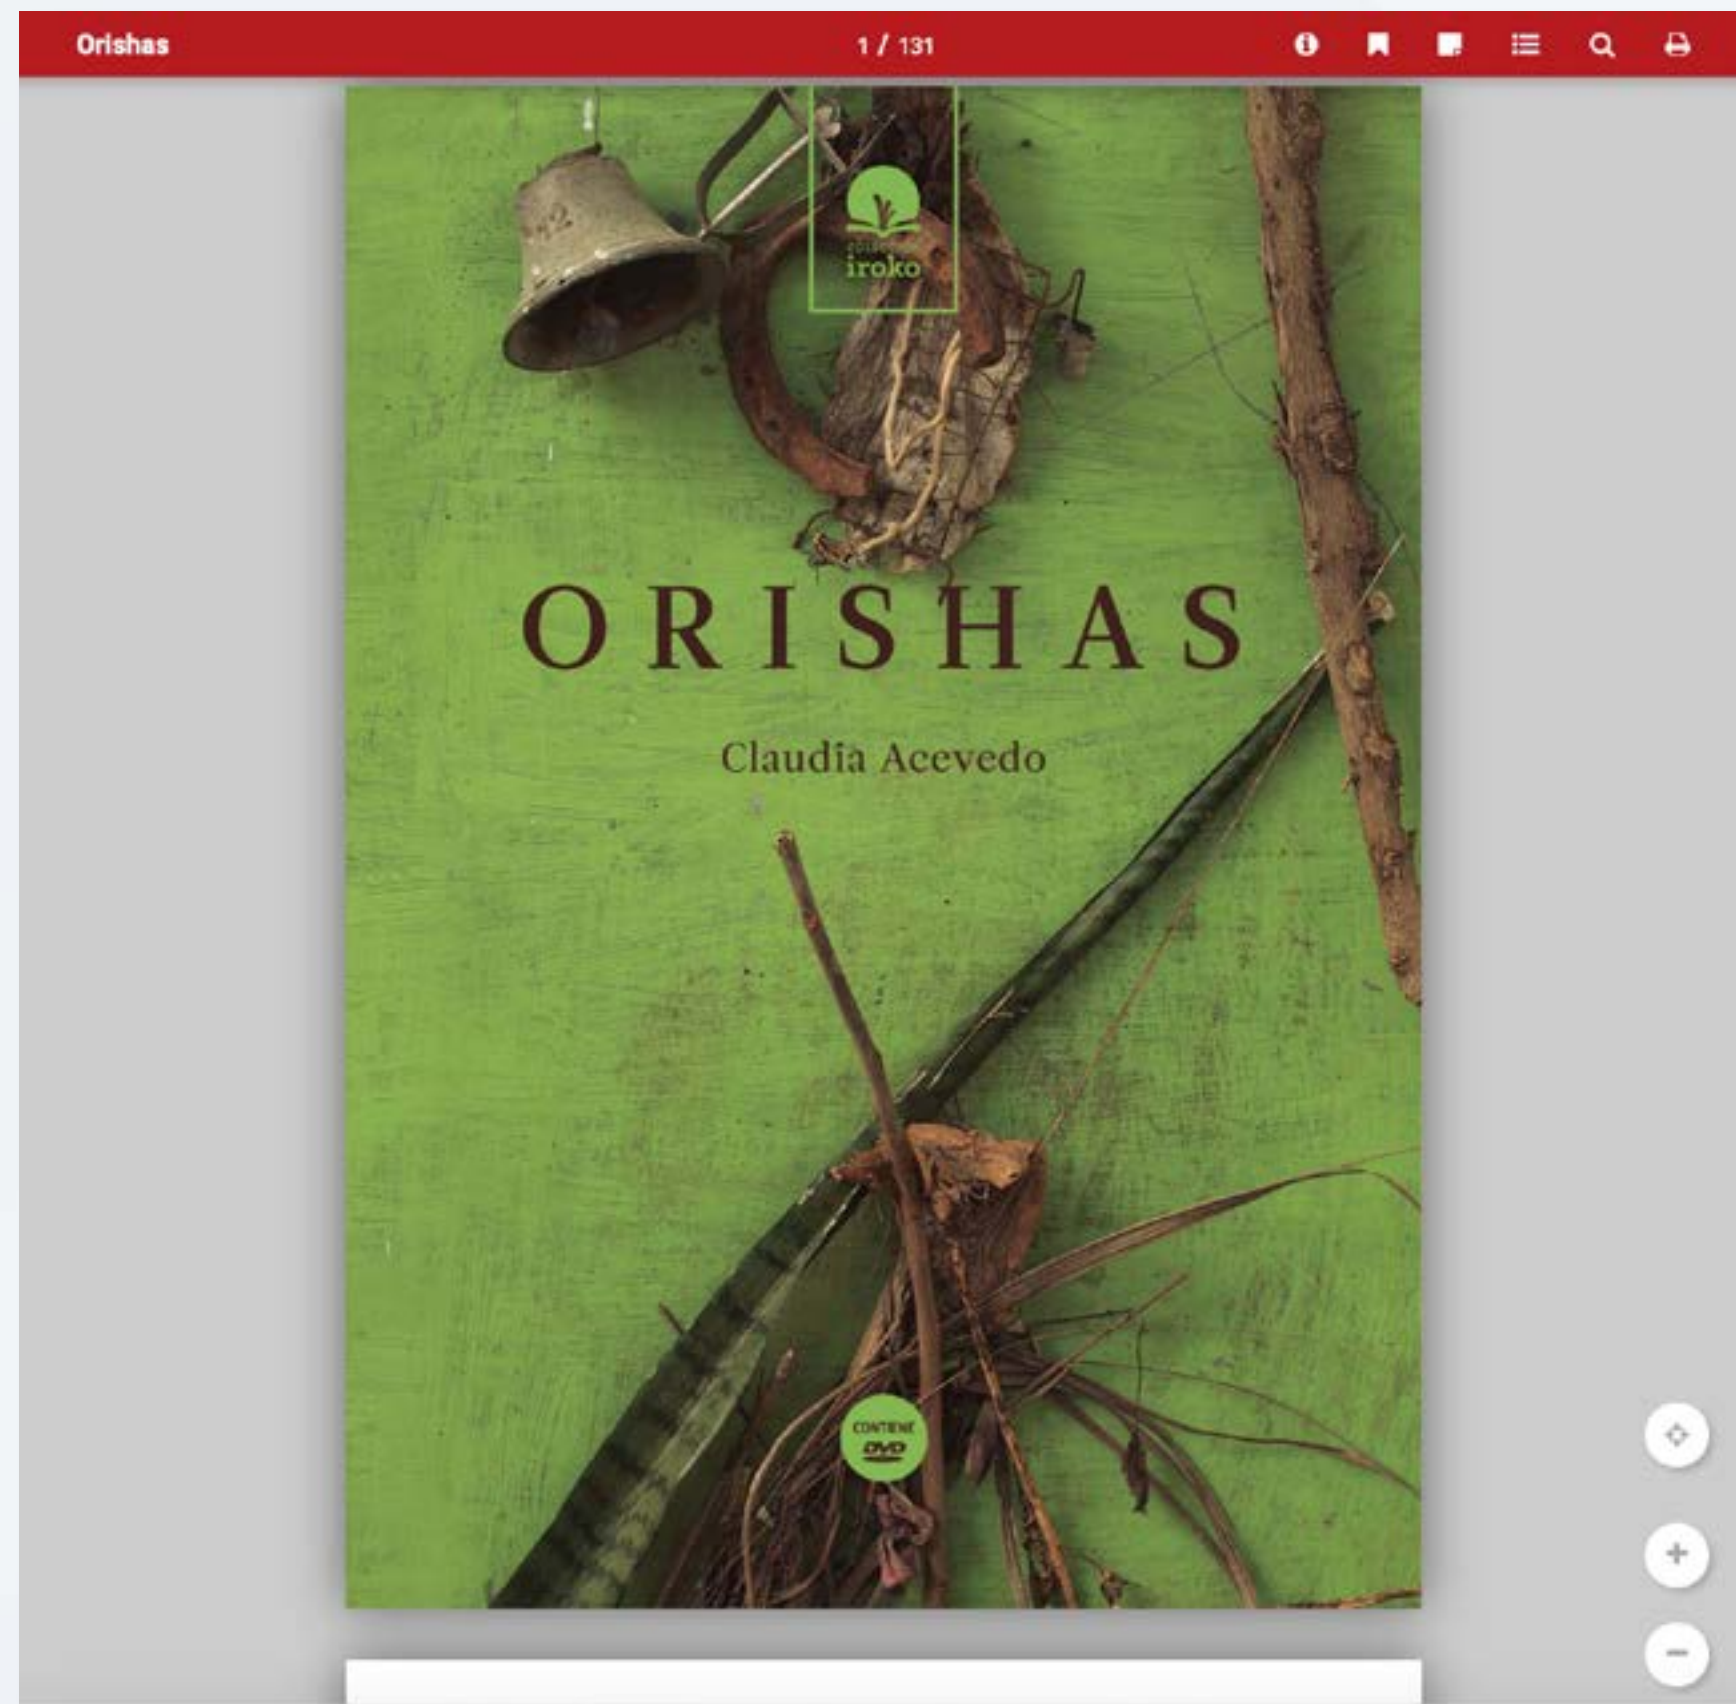 Orishas
1 / 131
iroko
ORISHAS
Claudia Acevedo
CONTIENE
DVD